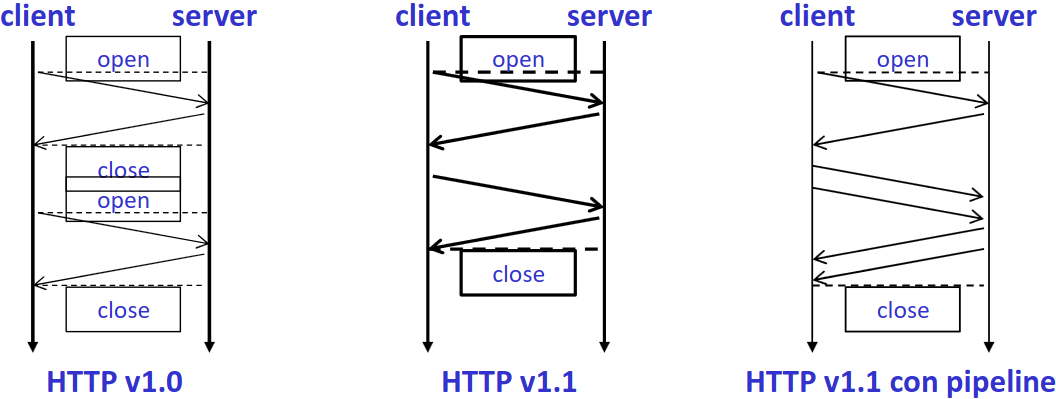 client server
open
close
open
close
HTTP v1.0
client server
open
close
HTTP v1.1
client server
open
close
HTTP v1.1 con pipeline